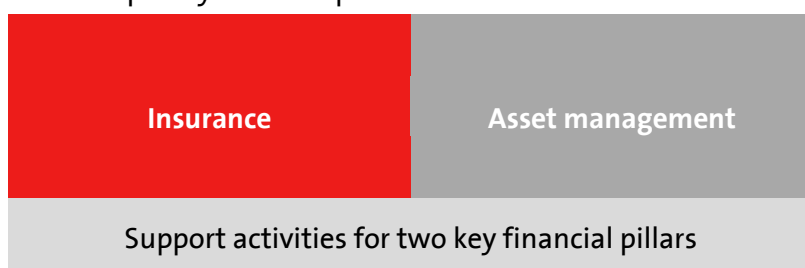 Insurance
Asset management
Support activities for two key financial pillars